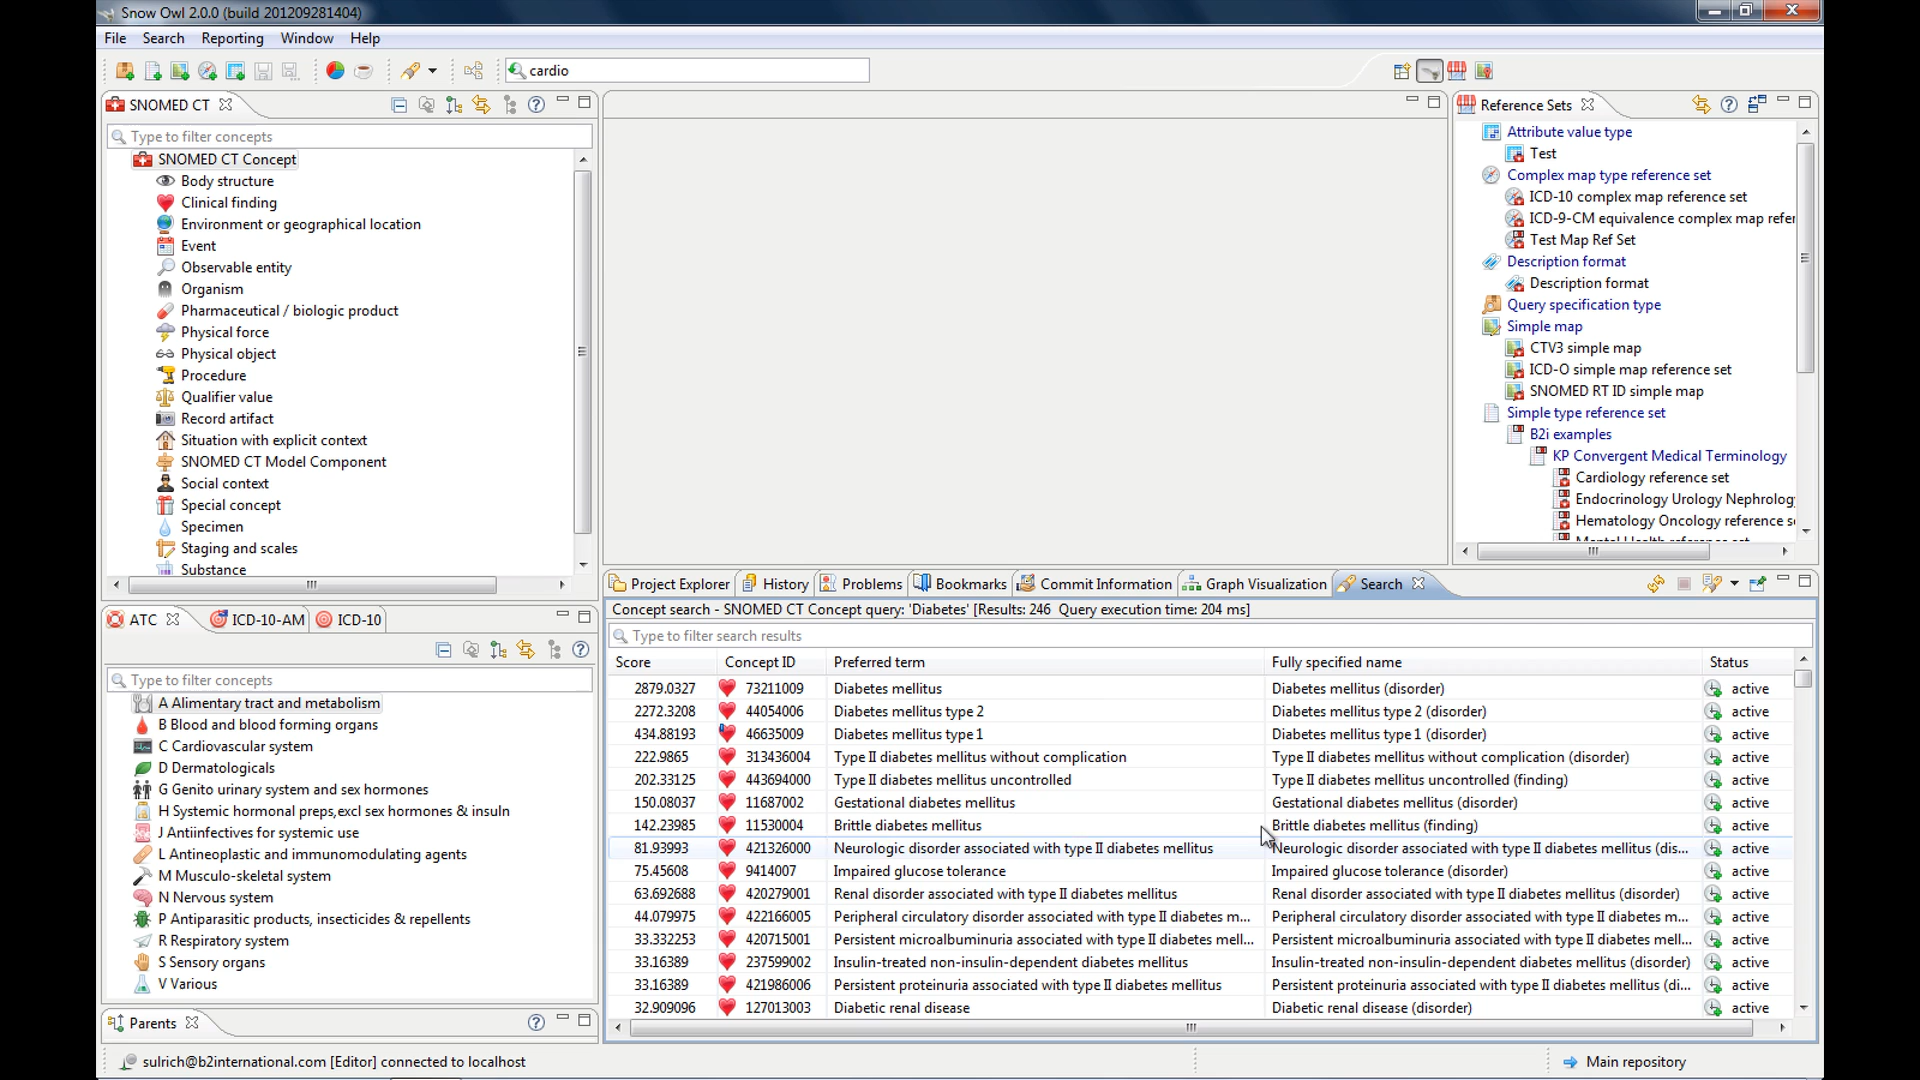 Snow Owl 2.0.0 (build 201209281404)
File Search Reporting Window Help
cardio
SNOMED CT
Type to filter concepts
SNOMED CT Concept
Body structure
Clinical finding
Environment or geographical location
Event
Observable entity
Organism
Pharmaceutical / biologic product
Physical force
Physical object
Procedure
Qualifier value
Record artifact
Situation with explicit context
SNOMED CT Model Component
Social context
Special concept
Specimen
Staging and scales
Substance
ATC ICD-10-AM ICD-10
Type to filter concepts
A Alimentary tract and metabolism
B Blood and blood forming organs
C Cardiovascular system
D Dermatologicals
G Genito urinary system and sex hormones
H Systemic hormonal preps,excl sex hormones & insuln
J Antiinfectives for systemic use
L Antineoplastic and immunomodulating agents
M Musculo-skeletal system
N Nervous system
P Antiparasitic products, insecticides & repellents
R Respiratory system
S Sensory organs
V Various
Parents
Reference Sets
Attribute value type
Test
Complex map type reference set
ICD-10 complex map reference set
ICD-9-CM equivalence complex map refer
Test Map Ref Set
Description format
Description format
Query specification type
Simple map
CTV3 simple map
ICD-O simple map reference set
SNOMED RT ID simple map
Simple type reference set
B2i examples
KP Convergent Medical Terminology
Cardiology reference set
Endocrinology Urology Nephrology
Hematology Oncology reference s
Mental Health reference set
Project Explorer History Problems Bookmarks Commit Information Graph Visualization Search
Concept search - SNOMED CT Concept query: 'Diabetes' [Results: 246 Query execution time: 204 ms]
Type to filter search results
Score Concept ID Preferred term Fully specified name Status
2879.0327 73211009 Diabetes mellitus Diabetes mellitus (disorder) active
2272.3208 44054006 Diabetes mellitus type 2 Diabetes mellitus type 2 (disorder) active
434.88193 46635009 Diabetes mellitus type 1 Diabetes mellitus type 1 (disorder) active
222.9865 313436004 Type II diabetes mellitus without complication Type II diabetes mellitus without complication (disorder) active
202.33125 443694000 Type II diabetes mellitus uncontrolled Type II diabetes mellitus uncontrolled (finding) active
150.08037 11687002 Gestational diabetes mellitus Gestational diabetes mellitus (disorder) active
142.23985 11530004 Brittle diabetes mellitus Brittle diabetes mellitus (finding) active
81.93993 421326000 Neurologic disorder associated with type II diabetes mellitus Neurologic disorder associated with type II diabetes mellitus (dis... active
75.45608 9414007 Impaired glucose tolerance Impaired glucose tolerance (disorder) active
63.692688 420279001 Renal disorder associated with type II diabetes mellitus Renal disorder associated with type II diabetes mellitus (disorder) active
44.079975 422166005 Peripheral circulatory disorder associated with type II diabetes m... Peripheral circulatory disorder associated with type II diabetes m... active
33.332253 420715001 Persistent microalbuminuria associated with type II diabetes mell... Persistent microalbuminuria associated with type II diabetes mell... active
33.16389 237599002 Insulin-treated non-insulin-dependent diabetes mellitus Insulin-treated non-insulin-dependent diabetes mellitus (disorder) active
33.16389 421986006 Persistent proteinuria associated with type II diabetes mellitus Persistent proteinuria associated with type II diabetes mellitus (di... active
32.909096 127013003 Diabetic renal disease Diabetic renal disease (disorder) active
sulrich@b2international.com [Editor] connected to localhost
Main repository